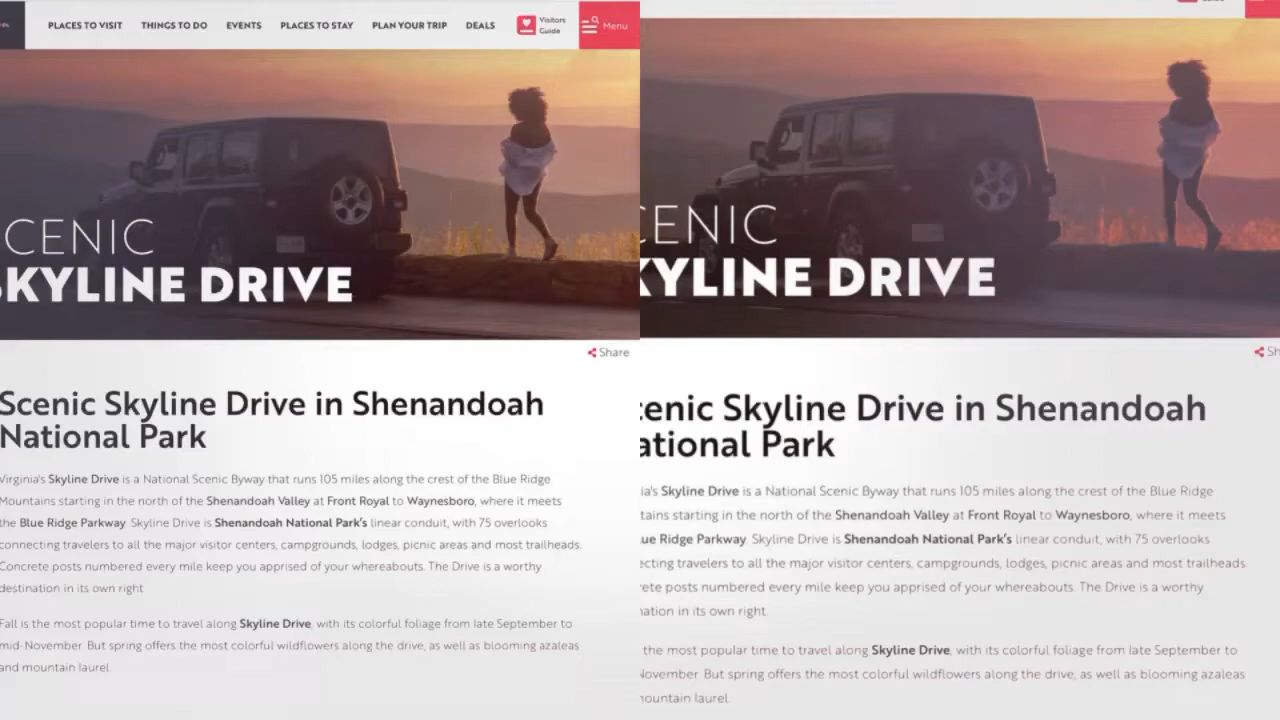 PLACES TO VISIT THINGS TO DO EVENTS PLACES TO STAY PLAN YOUR TRIP DEALS Visitors Guide Menu
CENIC
SKYLINE DRIVE
Share
Scenic Skyline Drive in Shenandoah
National Park
Virginia's Skyline Drive is a National Scenic Byway that runs 105 miles along the crest of the Blue Ridge
Mountains starting in the north of the Shenandoah Valley at Front Royal to Waynesboro, where it meets
the Blue Ridge Parkway. Skyline Drive is Shenandoah National Park's linear conduit, with 75 overlooks
connecting travelers to all the major visitor centers, campgrounds, lodges, picnic areas and most trailheads.
Concrete posts numbered every mile keep you apprised of your whereabouts. The Drive is a worthy
destination in its own right
Fall is the most popular time to travel along Skyline Drive, with its colorful foliage from late September to
mid-November. But spring offers the most colorful wildflowers along the drive, as well as blooming azaleas
and mountain laurel.
CENIC
KYLINE DRIVE
Sh
cenic Skyline Drive in Shenandoah
ational Park
ia's Skyline Drive is a National Scenic Byway that runs 105 miles along the crest of the Blue Ridge
tains starting in the north of the Shenandoah Valley at Front Royal to Waynesboro, where it meets
ue Ridge Parkway. Skyline Drive is Shenandoah National Park's linear conduit, with 75 overlooks
ecting travelers to all the major visitor centers, campgrounds, lodges, picnic areas and most trailheads.
rete posts numbered every mile keep you apprised of your whereabouts. The Drive is a worthy
nation in its own right.
the most popular time to travel along Skyline Drive, with its colorful foliage from late September to
November. But spring offers the most colorful wildflowers along the drive, as well as blooming azaleas
mountain laurel.